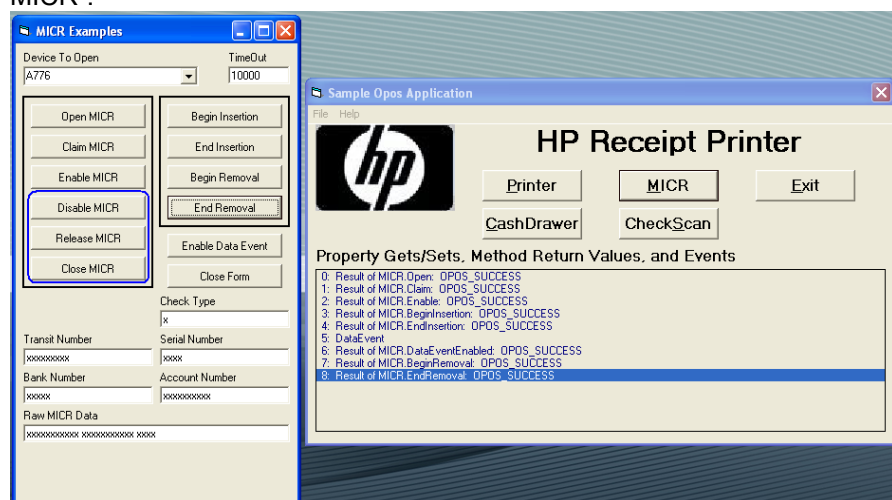 MICR .
MICR Examples
Device To Open TimeOut
A776 10000
Open MICR Begin Insertion
Claim MICR End Insertion
Enable MICR Begin Removal
Disable MICR End Removal
Release MICR Enable Data Event
Close MICR Close Form
Check Type
x
Transit Number Serial Number
xxxxxxxxx xxxx
Bank Number Account Number
xxxxx xxxxxxxxxx
Raw MICR Data
xxxxxxxxxxx xxxxxxxxxxx xxxx
Sample Opos Application
File Help
hp HP Receipt Printer
Printer MICR Exit
CashDrawer CheckScan
Property Gets/Sets, Method Return Values, and Events
0: Result of MICR.Open: OPOS_SUCCESS
1: Result of MICR.Claim: OPOS_SUCCESS
2: Result of MICR.Enable: OPOS_SUCCESS
3: Result of MICR.BeginInsertion: OPOS_SUCCESS
4: Result of MICR.EndInsertion: OPOS_SUCCESS
5: DataEvent
6: Result of MICR.DataEventEnabled: OPOS_SUCCESS
7: Result of MICR.BeginRemoval: OPOS_SUCCESS
8: Result of MICR.EndRemoval: OPOS_SUCCESS